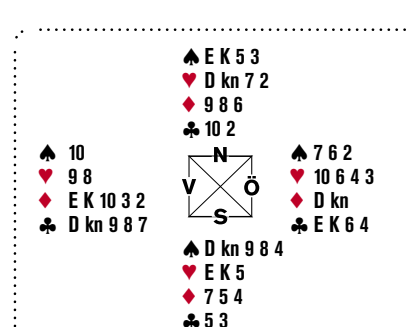 ♠ E K 5 3
♥ D kn 7 2
♦ 9 8 6
♣ 10 2
♠ 10
♥ 9 8
♦ E K 10 3 2
♣ D kn 9 8 7
N
V Ö
S
♠ 7 6 2
♥ 10 6 4 3
♦ D kn
♣ E K 6 4
♠ D kn 9 8 4
♥ E K 5
♦ 7 5 4
♣ 5 3